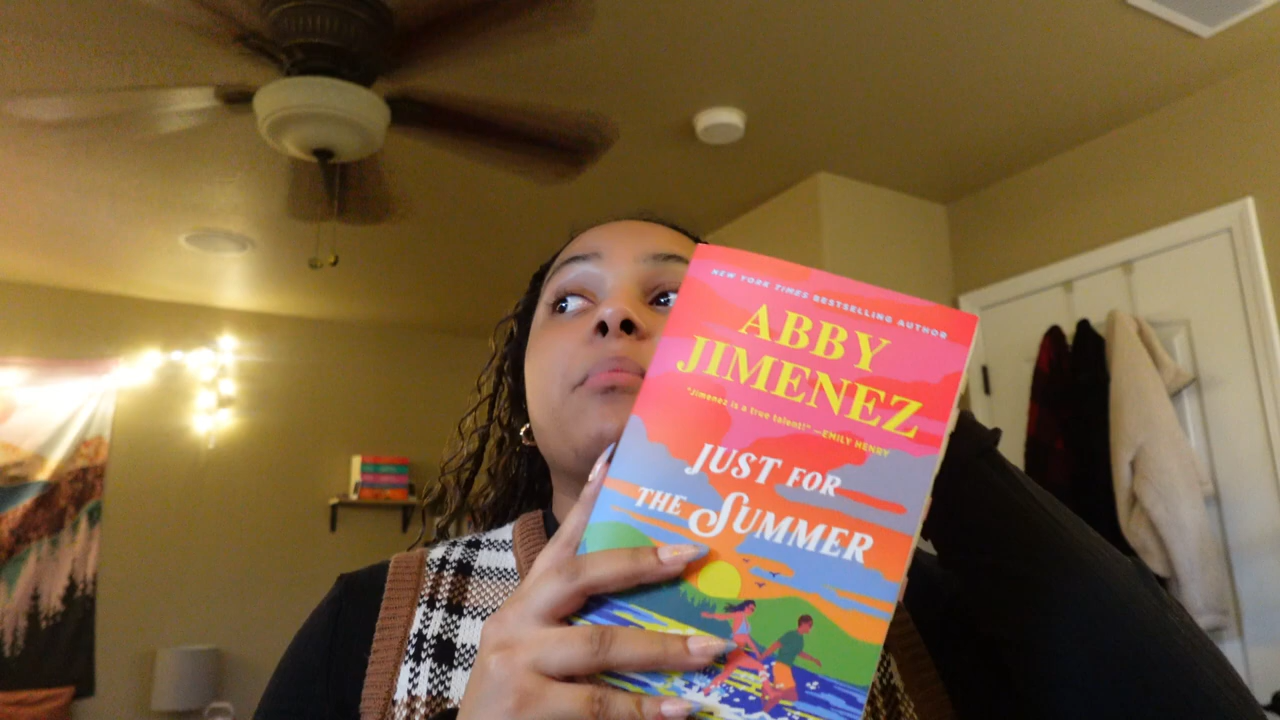 NEW YORK TIMES BESTSELLING AUTHOR
ABBY
JIMENEZ
"Jimenez is a true talent!" —EMILY HENRY
JUST FOR
THE SUMMER